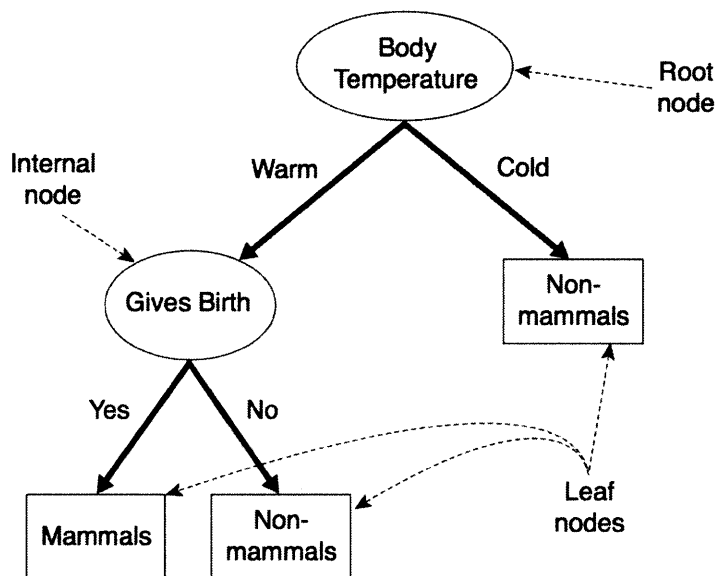 Body
Temperature
Root
node
Internal
node
Warm
Cold
Gives Birth
Non-
mammals
Yes
No
Mammals
Non-
mammals
Leaf
nodes